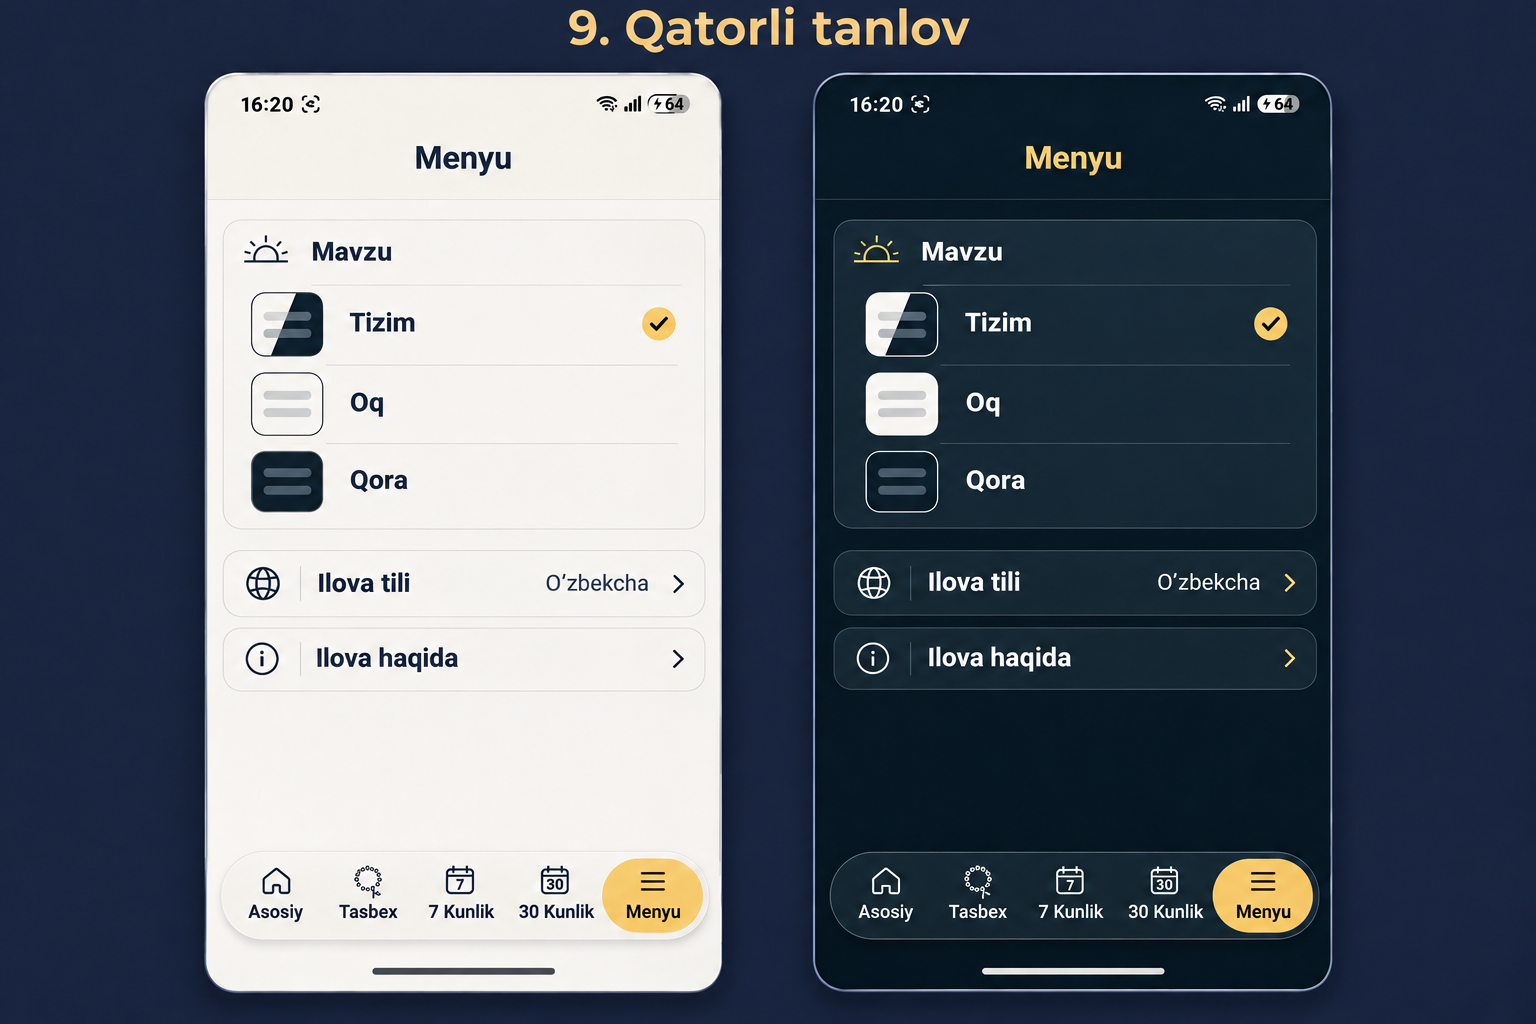 9. Qatorli tanlov
16:20
64
Menyu
Mavzu
Tizim
Oq
Qora
Ilova tili
Oʻzbekcha
Ilova haqida
7
30
Asosiy
Tasbex
7 Kunlik
30 Kunlik
Menyu
16:20
64
Menyu
Mavzu
Tizim
Oq
Qora
Ilova tili
Oʻzbekcha
Ilova haqida
7
30
Asosiy
Tasbex
7 Kunlik
30 Kunlik
Menyu